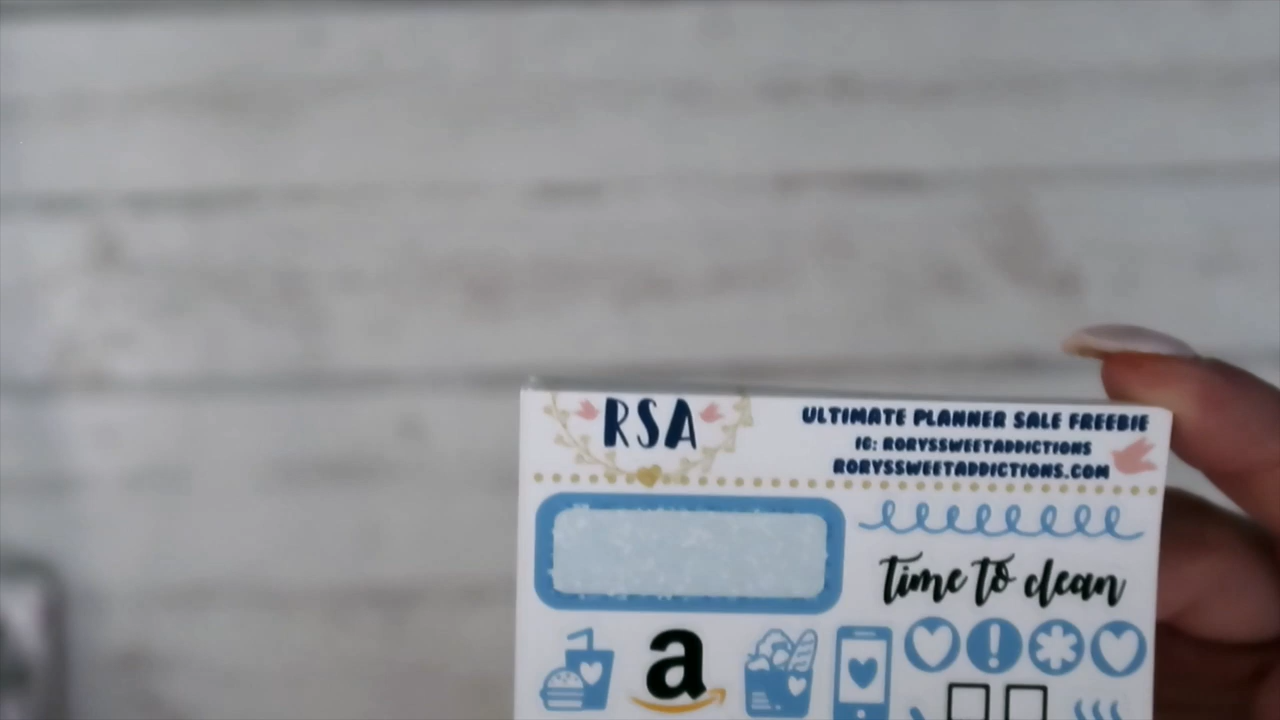 RSA
ULTIMATE PLANNER SALE FREEBIE
IG: RORYSSWEETADDICTIONS
RORYSSWEETADDICTIONS.COM
time to clean
a